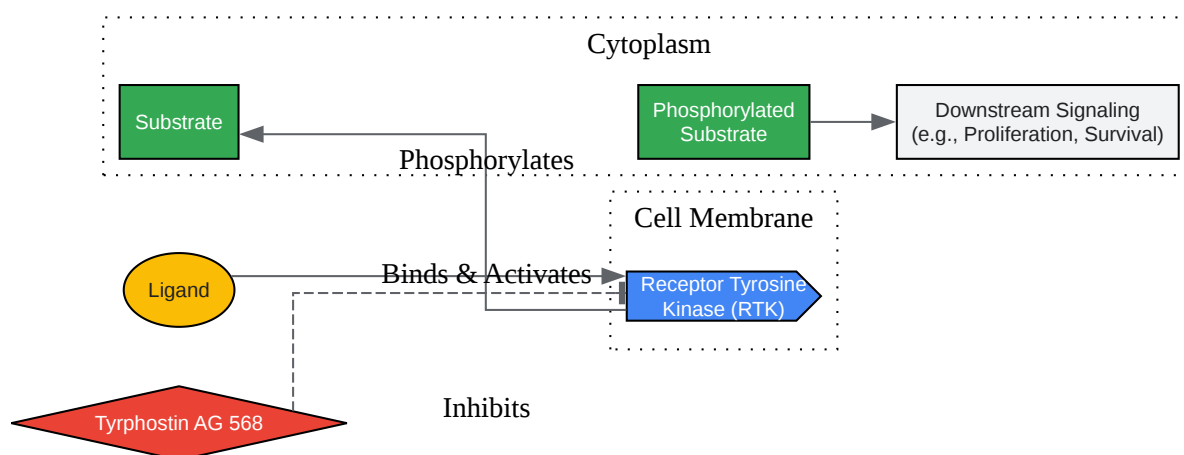 Cytoplasm
Substrate
Phosphorylated
Substrate
Downstream Signaling
(e.g., Proliferation, Survival)
Phosphorylates
Cell Membrane
Ligand
Binds & Activates
Receptor Tyrosine
Kinase (RTK)
Tyrphostin AG 568
Inhibits